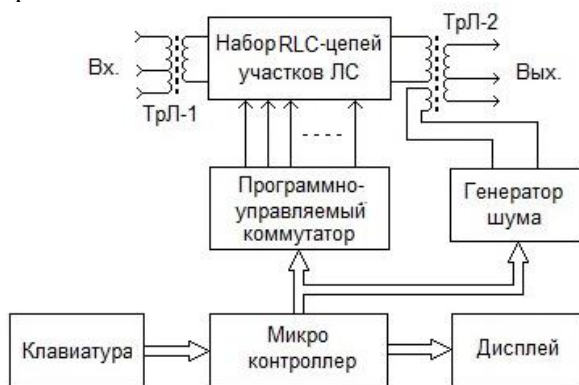 ТрЛ-2
Набор RLC-цепей
участков ЛС
Вх.
Вых.
ТрЛ-1
Программно-
управляемый
коммутатор
Генератор
шума
Клавиатура
Микро
контроллер
Дисплей